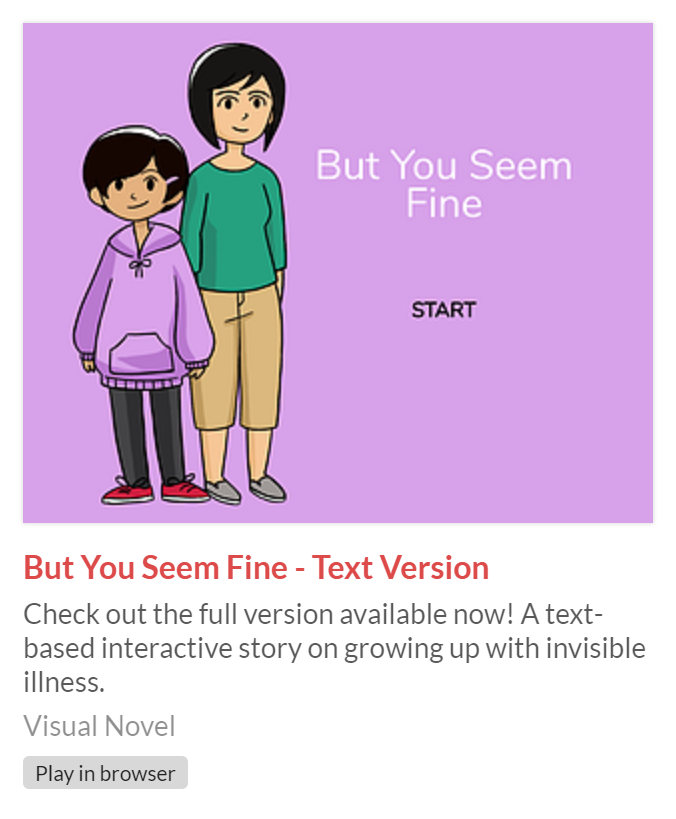 But You Seem
Fine
START
But You Seem Fine - Text Version
Check out the full version available now! A text-
based interactive story on growing up with invisible
illness.
Visual Novel
Play in browser